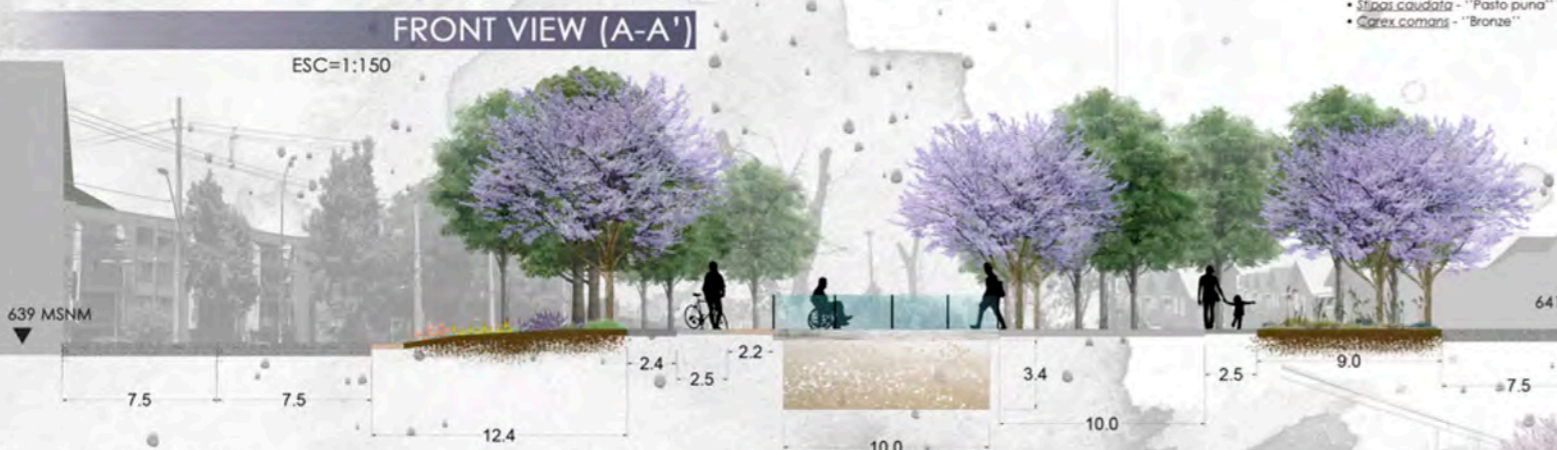 • Stipas caudata - ''Pasto puna''
• Carex comans - ''Bronze''
FRONT VIEW (A-A')
ESC=1:150
639 MSNM
64
2.4
2.2
2.5
3.4
2.5
9.0
7.5
7.5
7.5
12.4
10.0
10.0